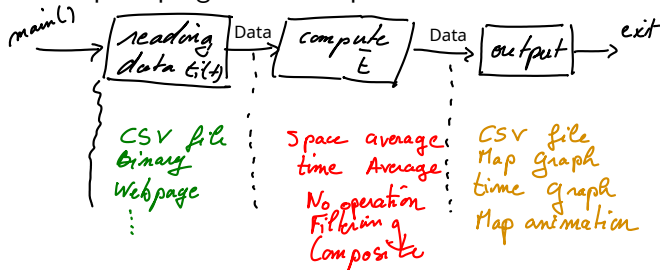 main()
reading
data ti(t)
Data
compute
t
Data
output
exit
CSV file
Binary
Webpage
Space average
time Average
No operation
Filtering
Composite
CSV file
Map graph
time graph
Map animation